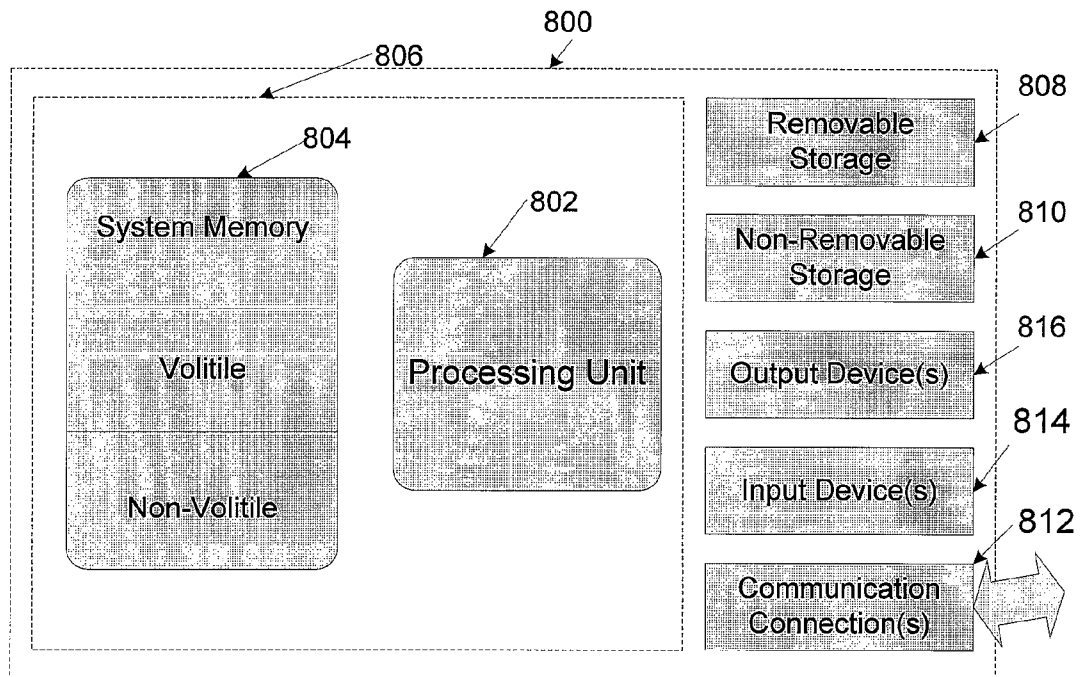 800
806
808
804
Removable
Storage
System Memory
802
810
Non-Removable
Storage
816
Volitile
Processing Unit
Output Device(s)
814
Input Device(s)
Non-Volitile
812
Communication
Connection(s)